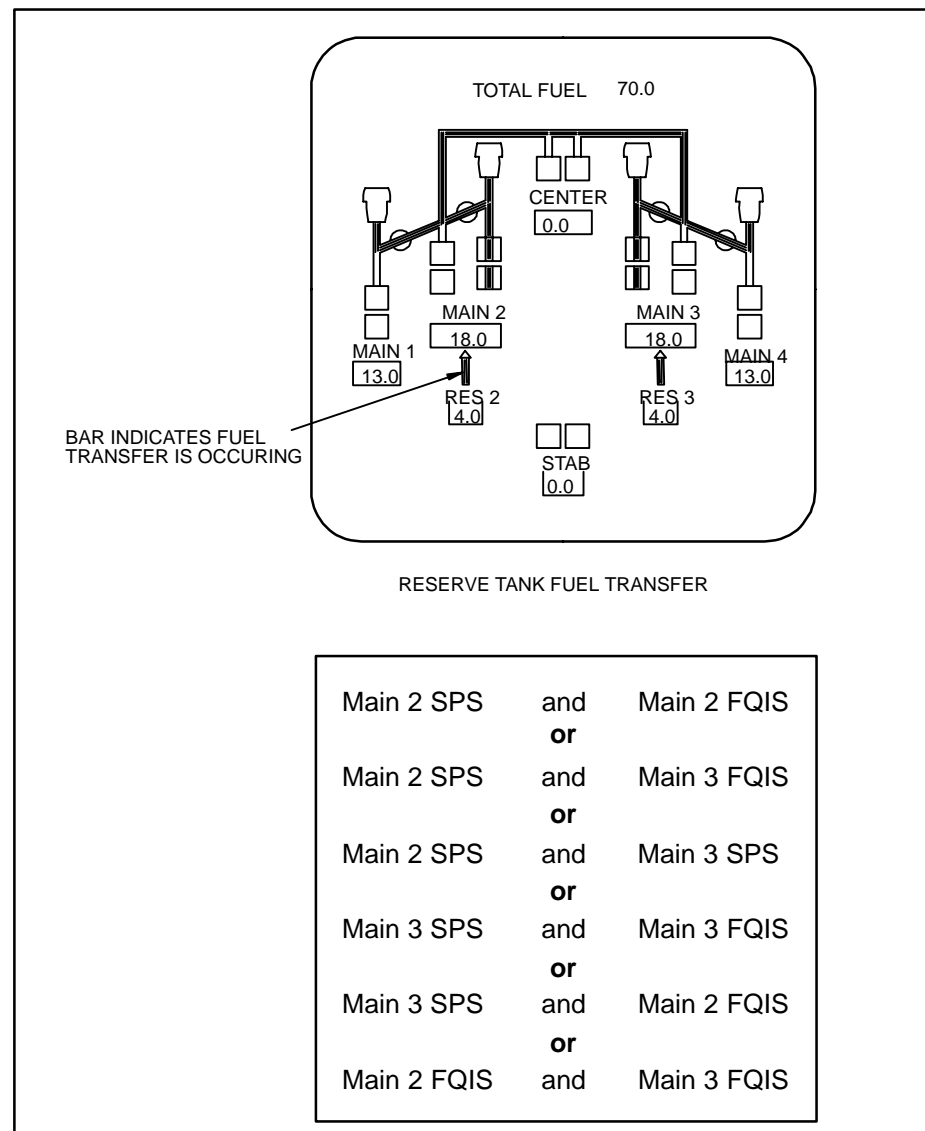 TOTAL FUEL 70.0
CENTER
0.0
MAIN 2 MAIN 3
18.0 18.0
MAIN 1 MAIN 4
13.0 13.0
RES 2 RES 3
4.0 4.0
BAR INDICATES FUEL
TRANSFER IS OCCURING
STAB
0.0
RESERVE TANK FUEL TRANSFER
Main 2 SPS and Main 2 FQIS
or
Main 2 SPS and Main 3 FQIS
or
Main 2 SPS and Main 3 SPS
or
Main 3 SPS and Main 3 FQIS
or
Main 3 SPS and Main 2 FQIS
or
Main 2 FQIS and Main 3 FQIS